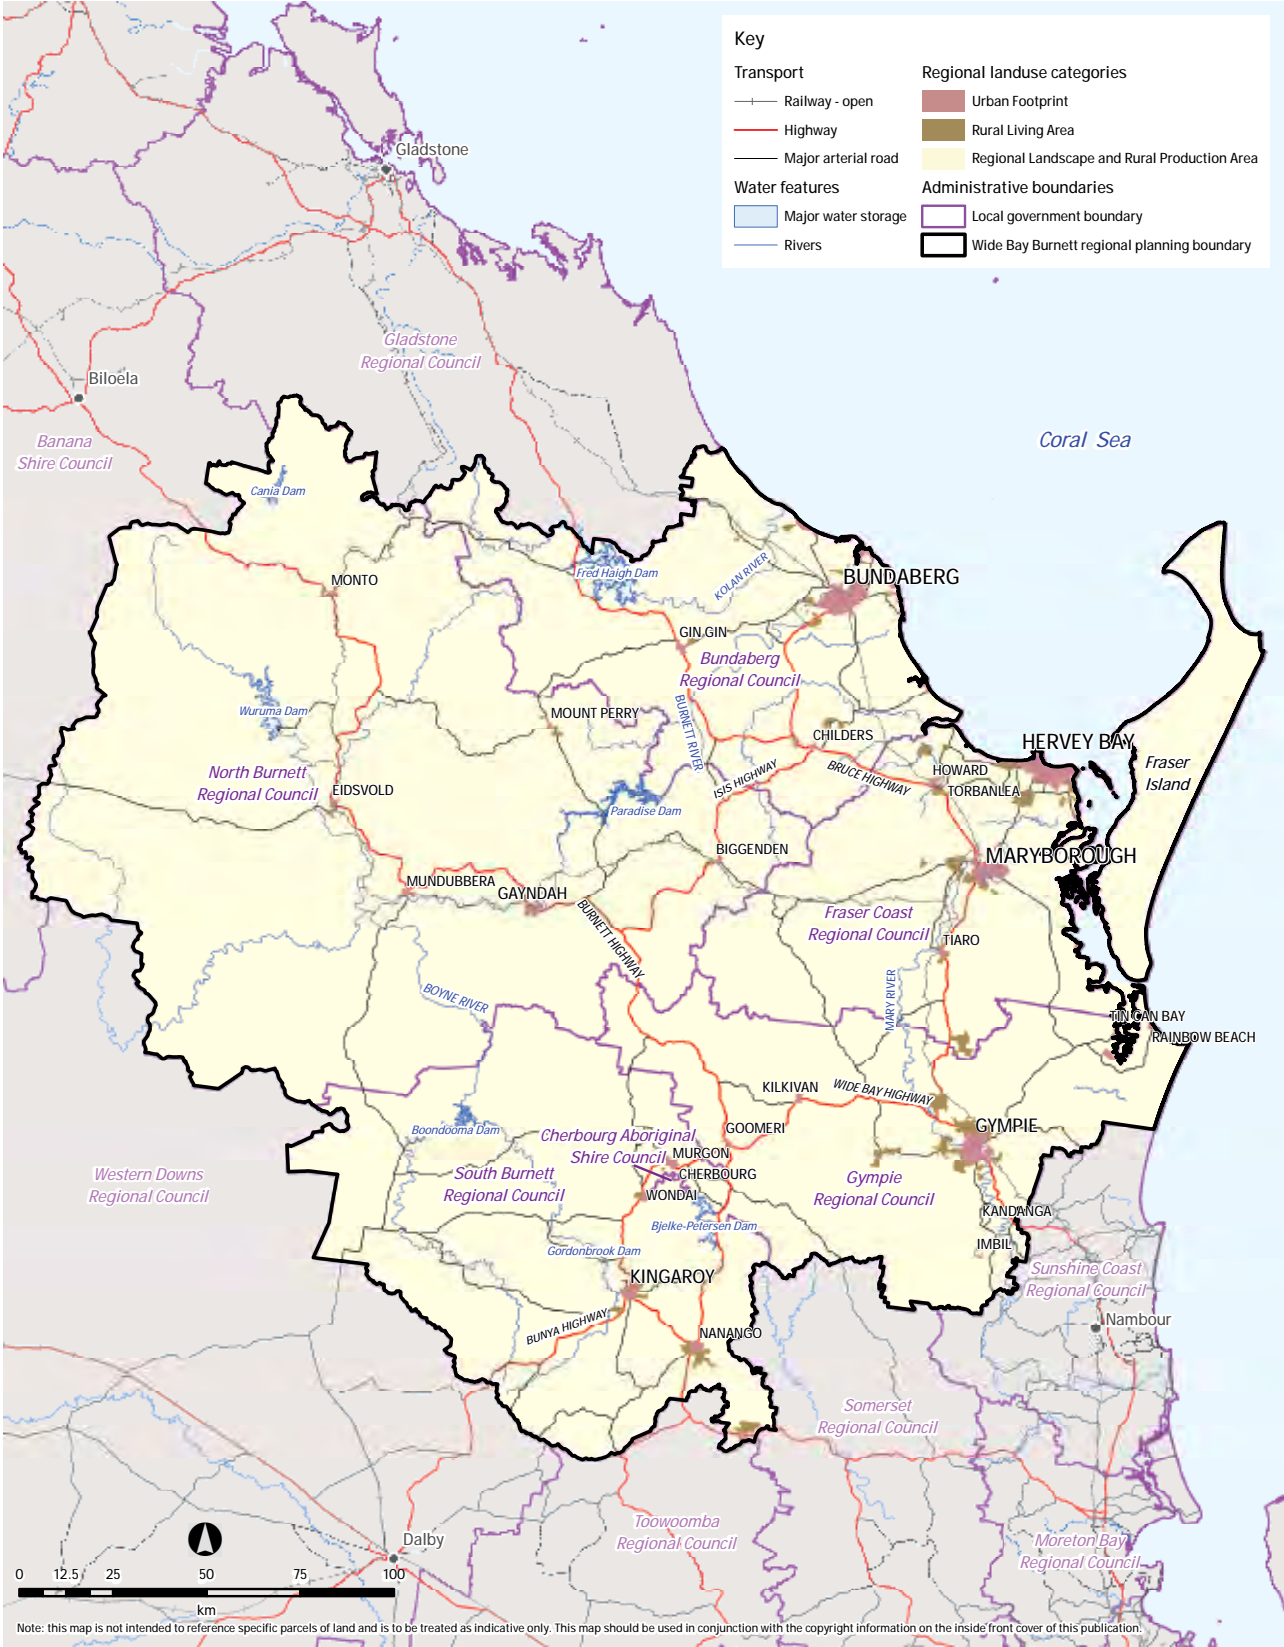 Key
Transport
Railway - open
Highway
Major arterial road
Water features
Major water storage
Rivers
Regional landuse categories
Urban Footprint
Rural Living Area
Regional Landscape and Rural Production Area
Administrative boundaries
Local government boundary
Wide Bay Burnett regional planning boundary
Gladstone
Gladstone
Regional Council
Biloela
Banana
Shire Council
Coral Sea
Cania Dam
Fred Haigh Dam
KOLAN RIVER
BUNDABERG
MONTO
GIN GIN
Bundaberg
Regional Council
Wuruma Dam
MOUNT PERRY
BURNETT RIVER
CHILDERS
HERVEY BAY
Fraser
Island
North Burnett
Regional Council
EIDSVOLD
ISIS HIGHWAY
BRUCE HIGHWAY
HOWARD
TORBANLEA
Paradise Dam
BIGGENDEN
MARYBOROUGH
MUNDUBBERA
GAYNDAH
BURNETT HIGHWAY
Fraser Coast
Regional Council
TIARO
BOYNE RIVER
MARY RIVER
TIN CAN BAY
RAINBOW BEACH
KILKIVAN
WIDE BAY HIGHWAY
Boondooma Dam
GOOMERI
GYMPIE
Cherbourg Aboriginal
Shire Council
MURGON
CHERBOURG
Western Downs
Regional Council
South Burnett
Regional Council
WONDAI
Gympie
Regional Council
Bjelke-Petersen Dam
KANDANGA
IMBIL
Gordonbrook Dam
KINGAROY
Sunshine Coast
Regional Council
Nambour
BUNYA HIGHWAY
NANANGO
Somerset
Regional Council
Toowoomba
Regional Council
Moreton Bay
Regional Council
Dalby
0 12.5 25 50 75 100
km
Note: this map is not intended to reference specific parcels of land and is to be treated as indicative only. This map should be used in conjunction with the copyright information on the inside front cover of this publication.